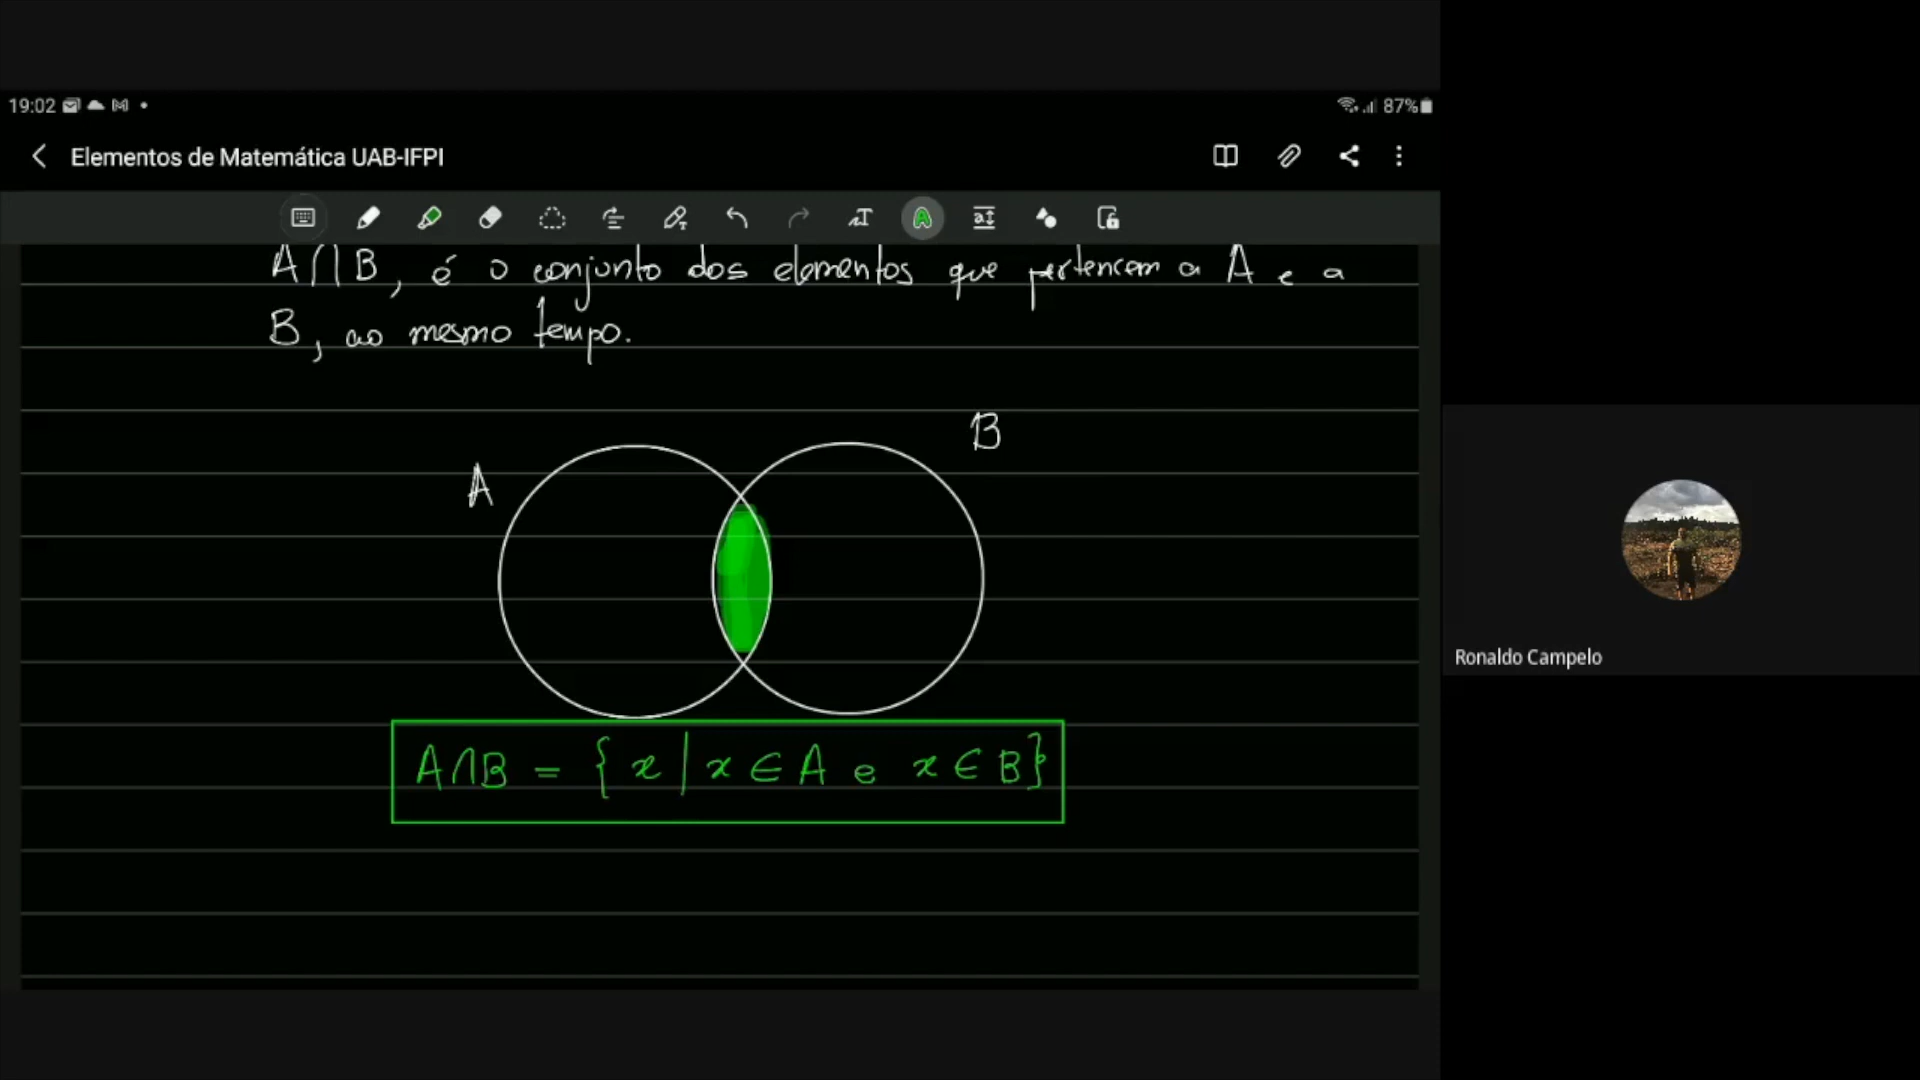 19:02
87%
Elementos de Matemática UAB-IFPI
A∩B, é o conjunto dos elementos que pertencem a A e a
B, ao mesmo tempo.
B
A
A∩B = { x | x ∈ A e x ∈ B }
Ronaldo Campelo